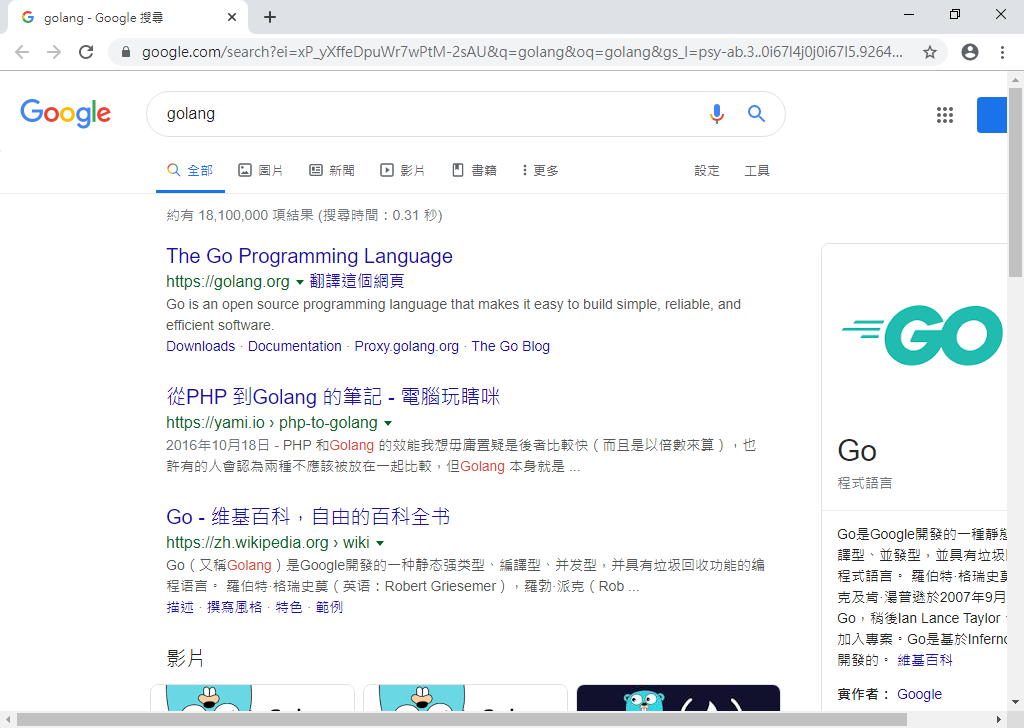 golang - Google 搜尋
google.com/search?ei=xP_yXffeDpuWr7wPtM-2sAU&q=golang&oq=golang&gs_l=psy-ab.3..0i67l4j0j0i67l5.9264...
Google
golang
全部 圖片 新聞 影片 書籍 更多 設定 工具
約有 18,100,000 項結果 (搜尋時間：0.31 秒)
The Go Programming Language
https://golang.org 翻譯這個網頁
Go is an open source programming language that makes it easy to build simple, reliable, and
efficient software.
Downloads · Documentation · Proxy.golang.org · The Go Blog
從PHP 到Golang 的筆記 - 電腦玩瞎咪
https://yami.io › php-to-golang
2016年10月18日 - PHP 和Golang 的效能我想毋庸置疑是後者比較快（而且是以倍數來算），也
許有的人會認為兩種不應該被放在一起比較，但Golang 本身就是 ...
Go - 维基百科，自由的百科全书
https://zh.wikipedia.org › wiki
Go（又稱Golang）是Google開發的一种静态强类型、編譯型、并发型，并具有垃圾回收功能的编
程语言。 羅伯特·格瑞史莫（英语：Robert Griesemer），羅勃·派克（Rob ...
描述 · 撰寫風格 · 特色 · 範例
影片
GO
Go
程式語言
Go是Google開發的一種靜態
譯型、並發型，並具有垃圾
程式語言。 羅伯特·格瑞史莫
克及肯·湯普遜於2007年9月
Go，稍後Ian Lance Taylor、
加入專案。Go是基於Inferno
開發的。 維基百科
實作者： Google